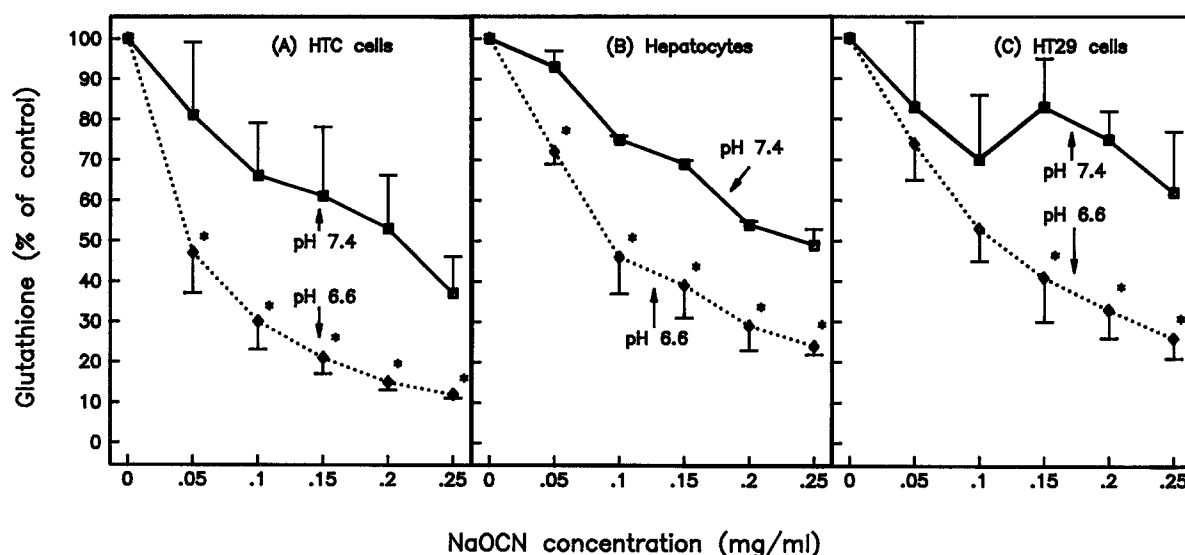 Glutathione (% of control)
100
90
80
70
60
50
40
30
20
10
0
(A) HTC cells
pH 7.4
pH 6.6
*
*
*
*
*
0 .05 .1 .15 .2 .25
(B) Hepatocytes
pH 7.4
pH 6.6
*
*
*
*
*
0 .05 .1 .15 .2 .25
(C) HT29 cells
pH 7.4
pH 6.6
*
*
*
0 .05 .1 .15 .2 .25
NaOCN concentration (mg/ml)